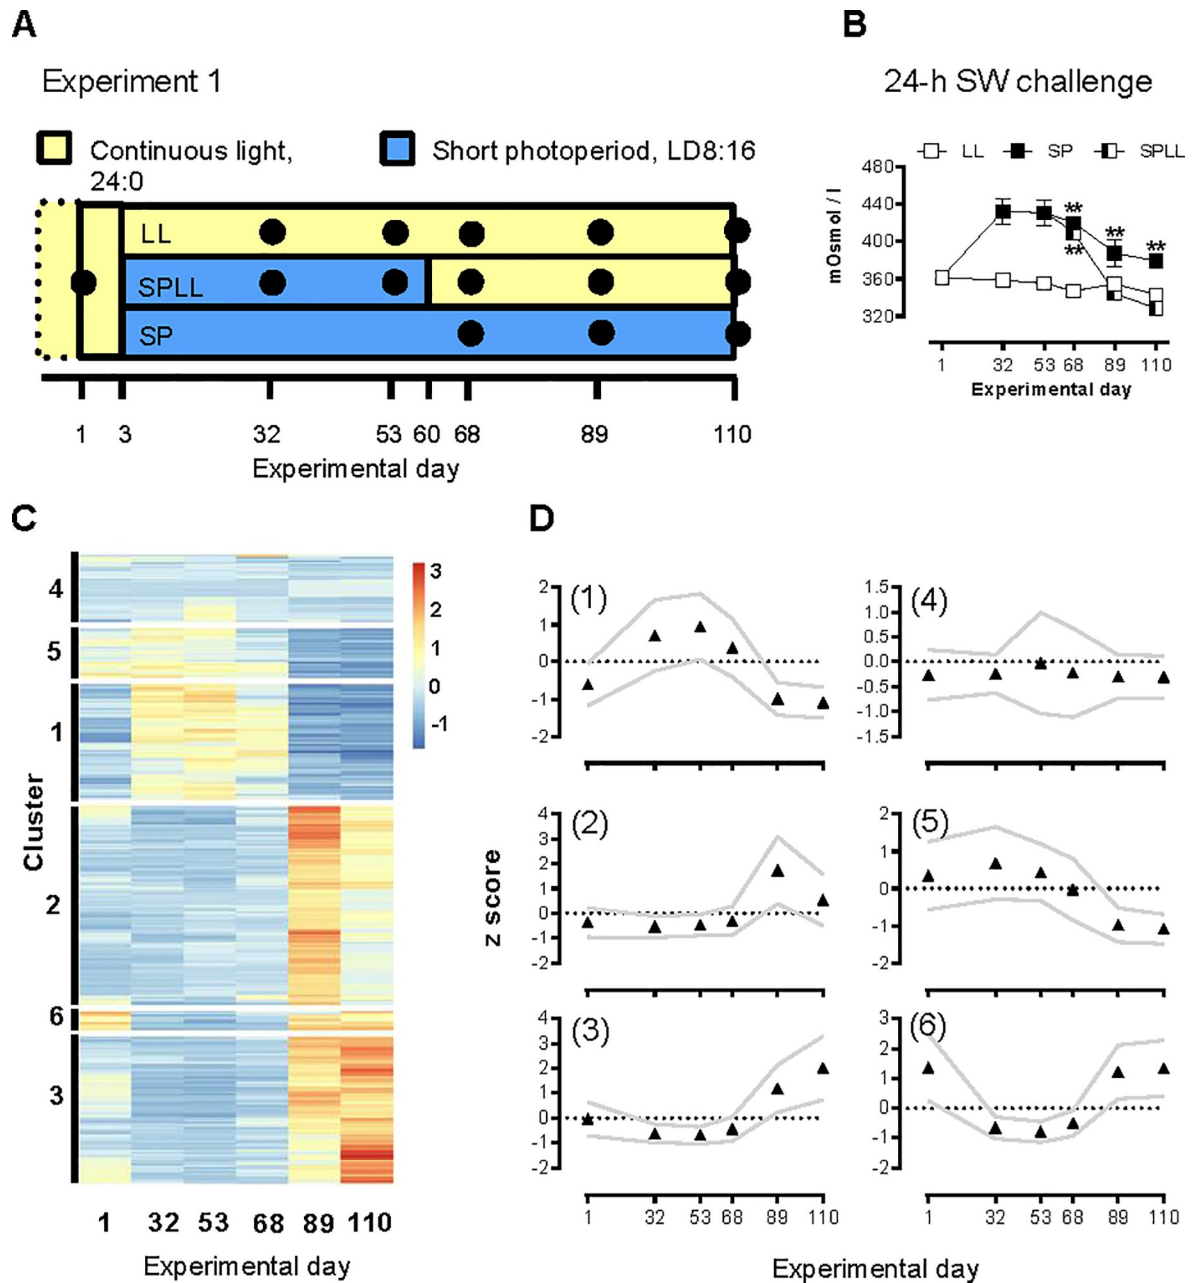 A
Experiment 1
Continuous light,
24:0
Short photoperiod, LD8:16
LL
SPLL
SP
1 3 32 53 60 68 89 110
Experimental day
B
24-h SW challenge
LL SP SPLL
mOsmol / l
480
440
400
360
320
**
**
**
**
1 32 53 68 89 110
Experimental day
C
Cluster
4
5
1
2
6
3
3
2
1
0
-1
1 32 53 68 89 110
Experimental day
D
z score
(1)
2
1
0
-1
-2
(4)
1.5
1.0
0.5
0.0
-0.5
-1.0
-1.5
(2)
4
3
2
1
0
-1
-2
(5)
2
1
0
-1
-2
(3)
4
3
2
1
0
-1
-2
1 32 53 68 89 110
(6)
3
2
1
0
-1
-2
1 32 53 68 89 110
Experimental day